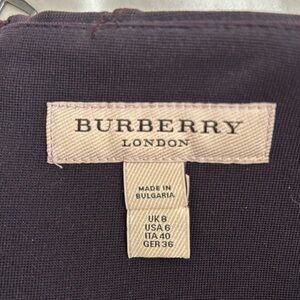 BURBERRY
LONDON
MADE IN
BULGARIA
UK 8
USA 6
ITA 40
GER 36